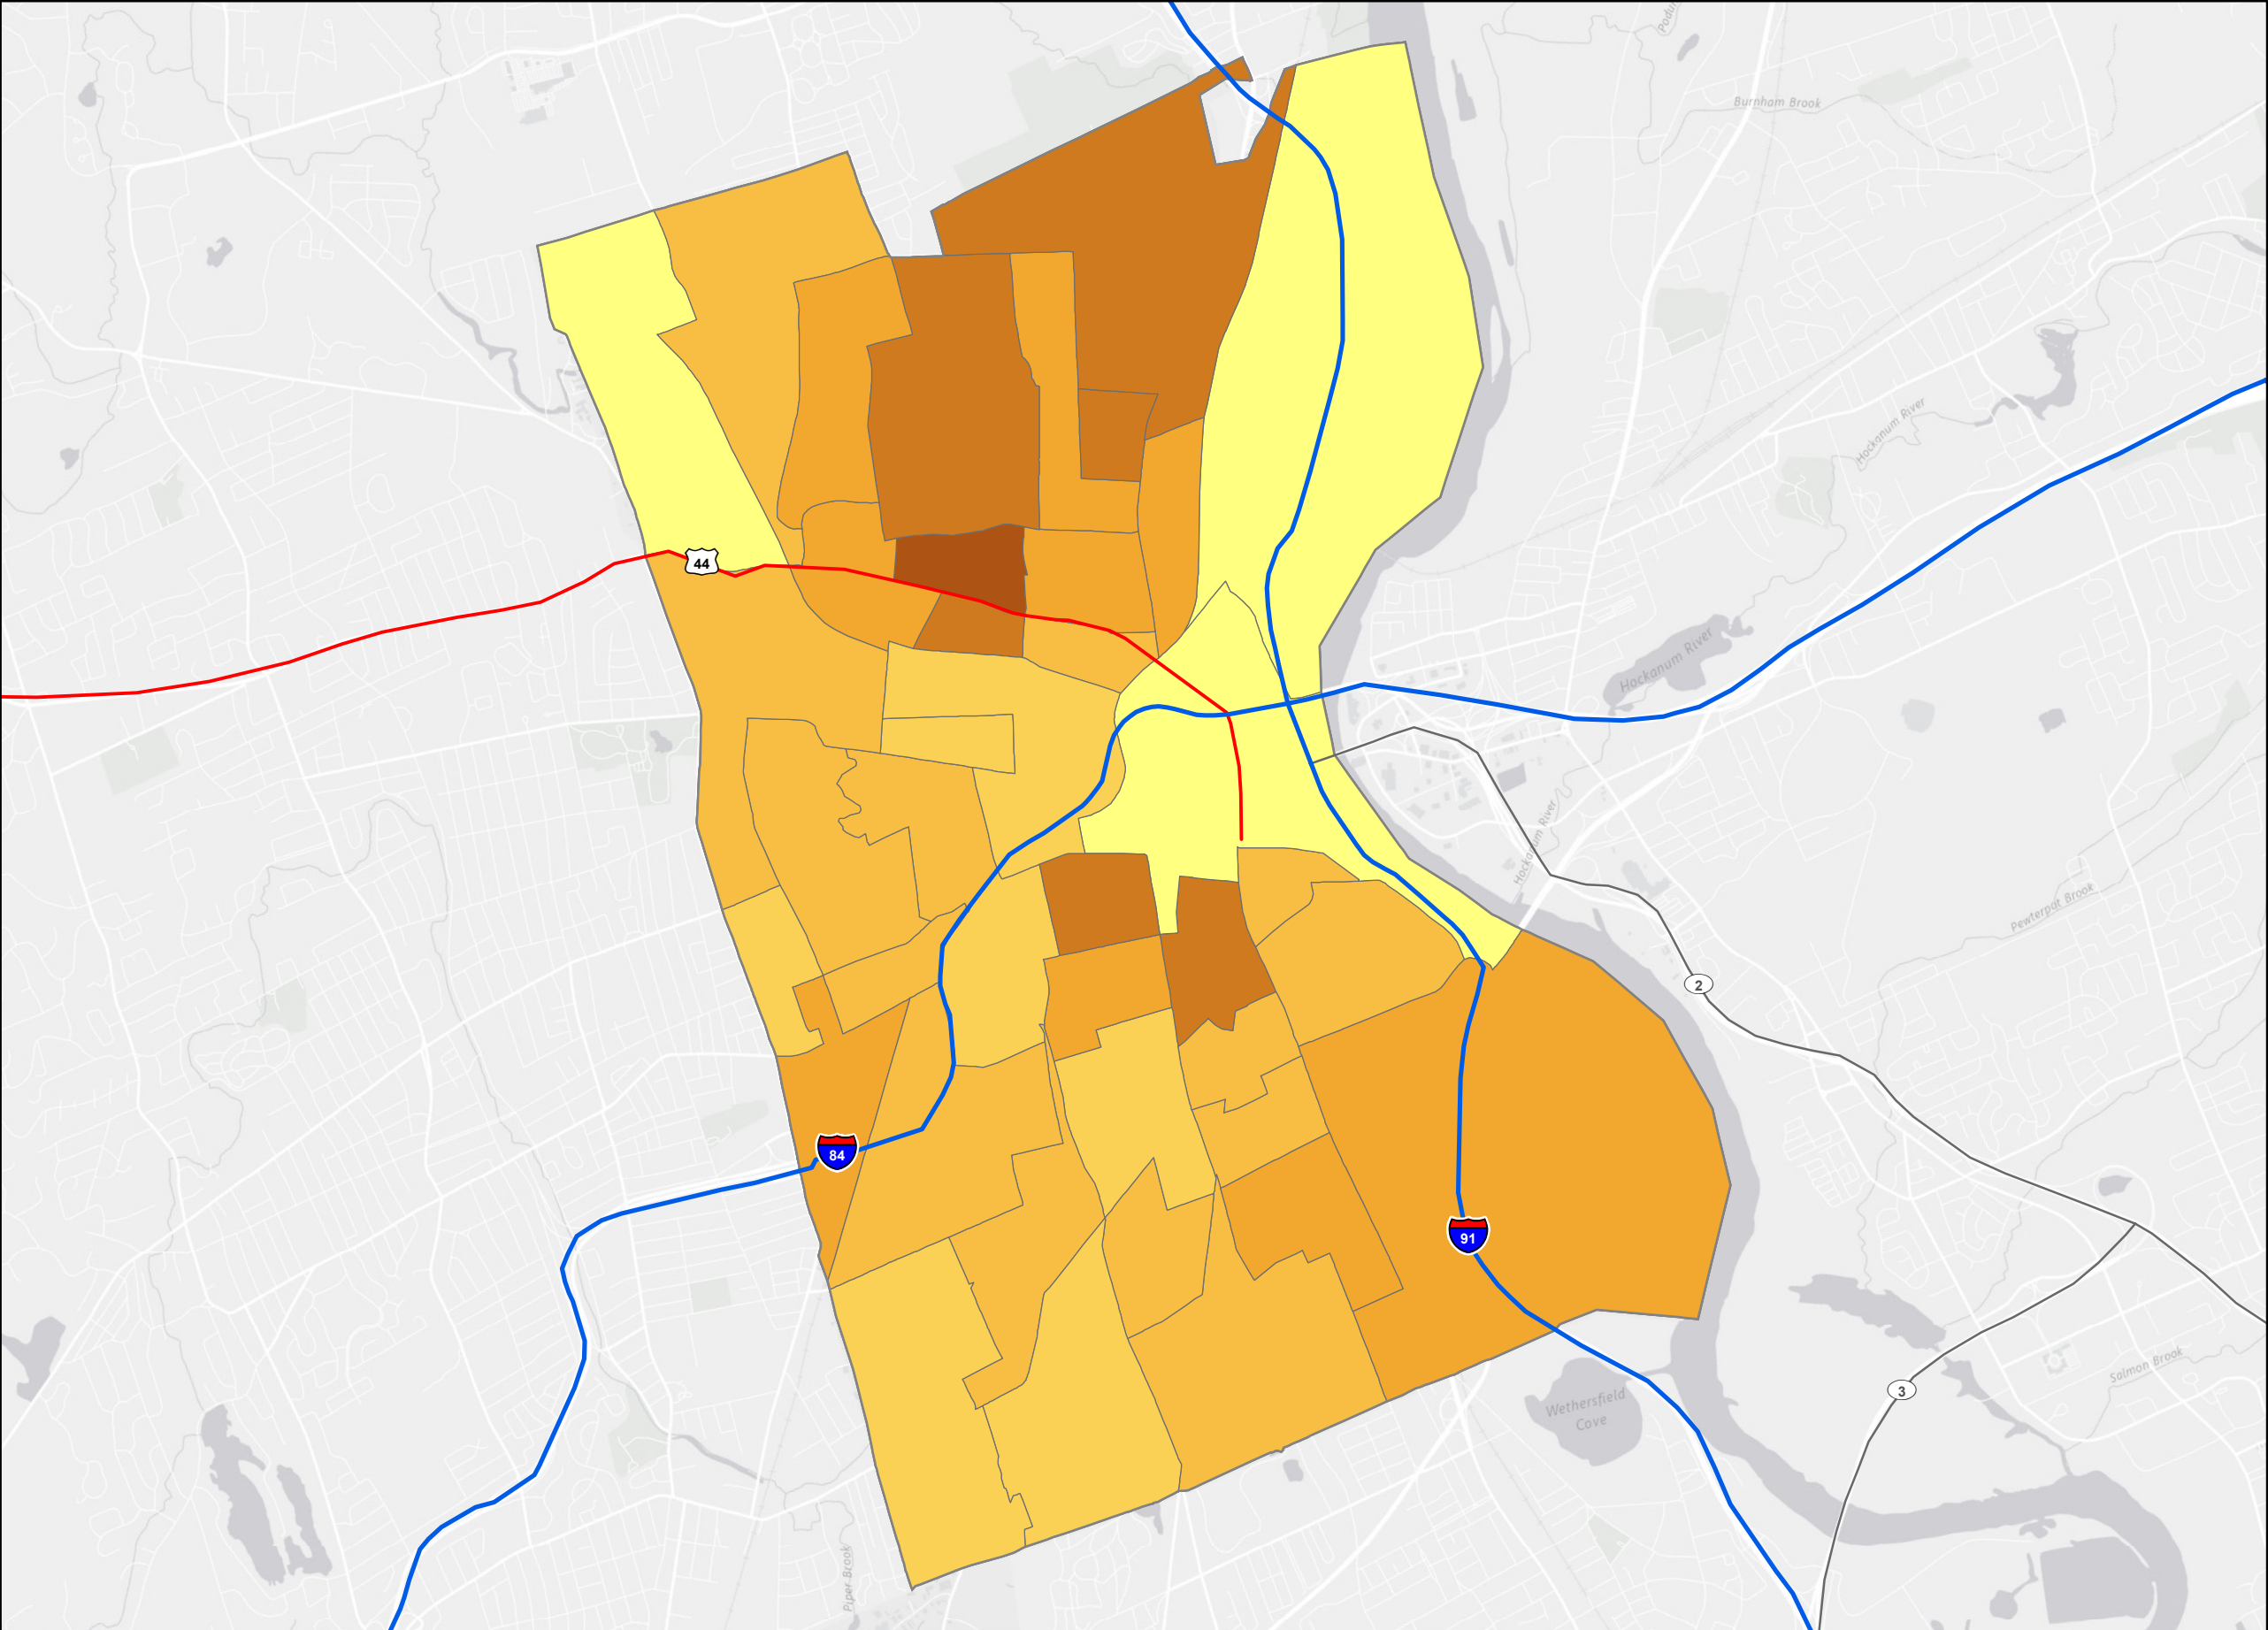 Podu
Burnham Brook
Hockanum River
44
Hockanum River
Hockanum River
Pewterpot Brook
2
84
91
Salmon Brook
3
Wethersfield
Cove
Piper Brook